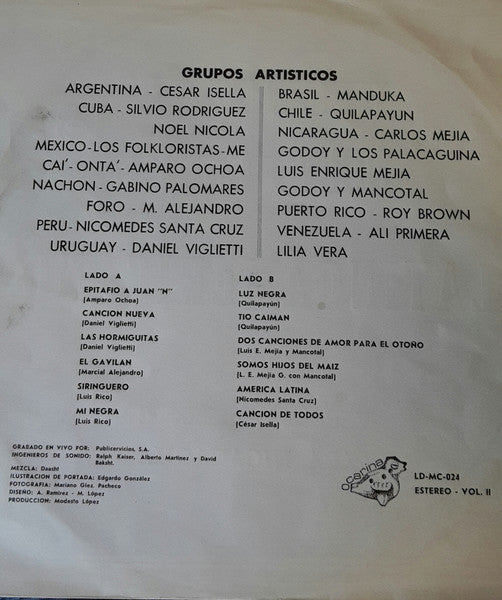 GRUPOS ARTISTICOS
ARGENTINA - CESAR ISELLA
CUBA - SILVIO RODRIGUEZ
NOEL NICOLA
MEXICO-LOS FOLKLORISTAS-ME
CAI´- ONTA´- AMPARO OCHOA
NACHON - GABINO PALOMARES
FORO - M. ALEJANDRO
PERU- NICOMEDES SANTA CRUZ
URUGUAY - DANIEL VIGLIETTI
BRASIL - MANDUKA
CHILE - QUILAPAYUN
NICARAGUA - CARLOS MEJIA
GODOY Y LOS PALACAGUINA
LUIS ENRIQUE MEJIA
GODOY Y MANCOTAL
PUERTO RICO - ROY BROWN
VENEZUELA - ALI PRIMERA
LILIA VERA
LADO A
EPITAFIO A JUAN "N"
(Amparo Ochoa)
CANCION NUEVA
(Daniel Viglietti)
LAS HORMIGUITAS
(Daniel Viglietti)
EL GAVILAN
(Marcial Alejandro)
SIRINGUERO
(Luis Rico)
MI NEGRA
(Luis Rico)
LADO B
LUZ NEGRA
(Quilapayún)
TIO CAIMAN
(Quilapayún)
DOS CANCIONES DE AMOR PARA EL OTOÑO
(Luis E. Mejía y Mancotal)
SOMOS HIJOS DEL MAIZ
(L. E. Mejía G. con Mancotal)
AMERICA LATINA
(Nicomedes Santa Cruz)
CANCION DE TODOS
(César Isella)
GRABADO EN VIVO POR: Publicervicios, S.A.
INGENIEROS DE SONIDO: Ralph Kaiser, Alberto Martínez y David
Baksht.
MEZCLA: Daasht
ILUSTRACION DE PORTADA: Edgardo González
FOTOGRAFIA: Mariano Glez. Pacheco
DISEÑO: A. Ramírez - M. López
PRODUCCION: Modesto López
ocarina
LD-MC-024
ESTEREO - VOL. II